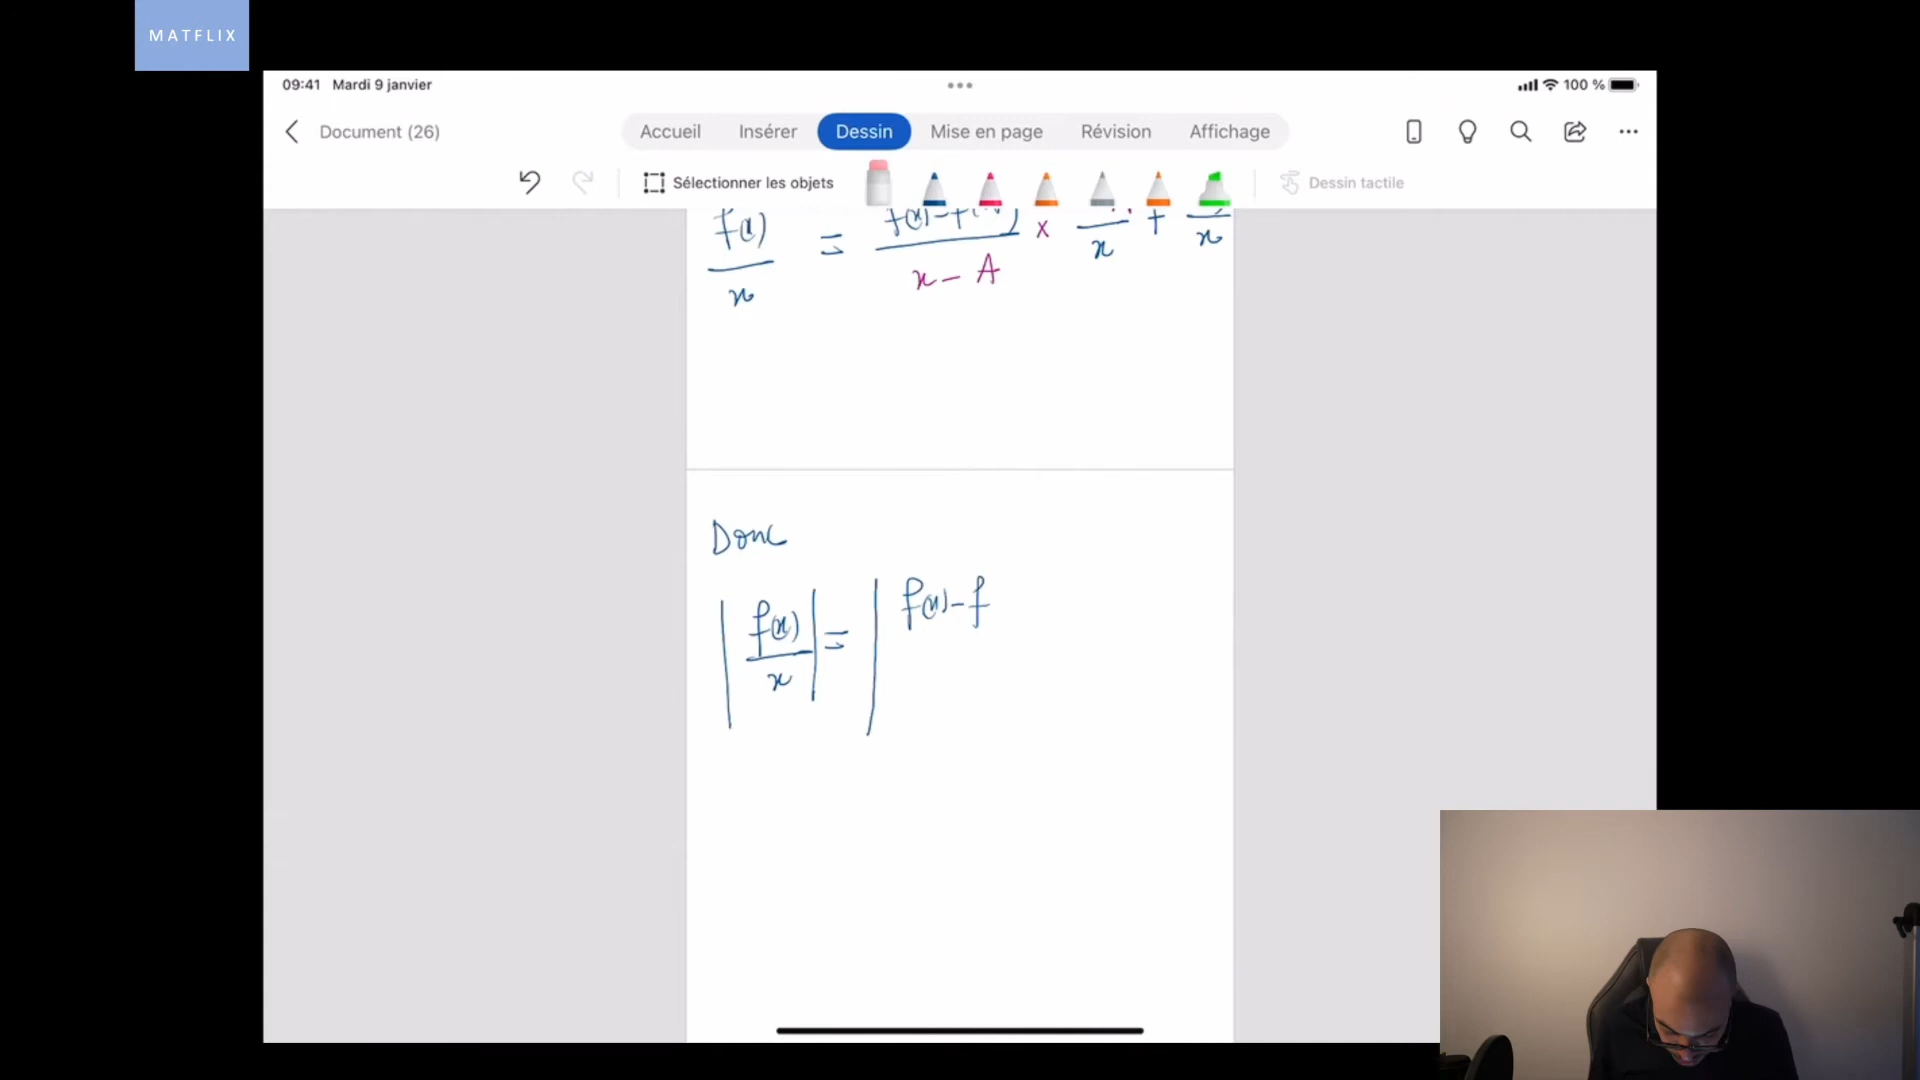 MATFLIX
09:41 Mardi 9 janvier
100 %
Document (26)
Accueil Insérer Dessin Mise en page Révision Affichage
Sélectionner les objets
Dessin tactile
f(x)
= × +
x x
x - A
x
Donc
| f(x) | = | f(x) - f
x